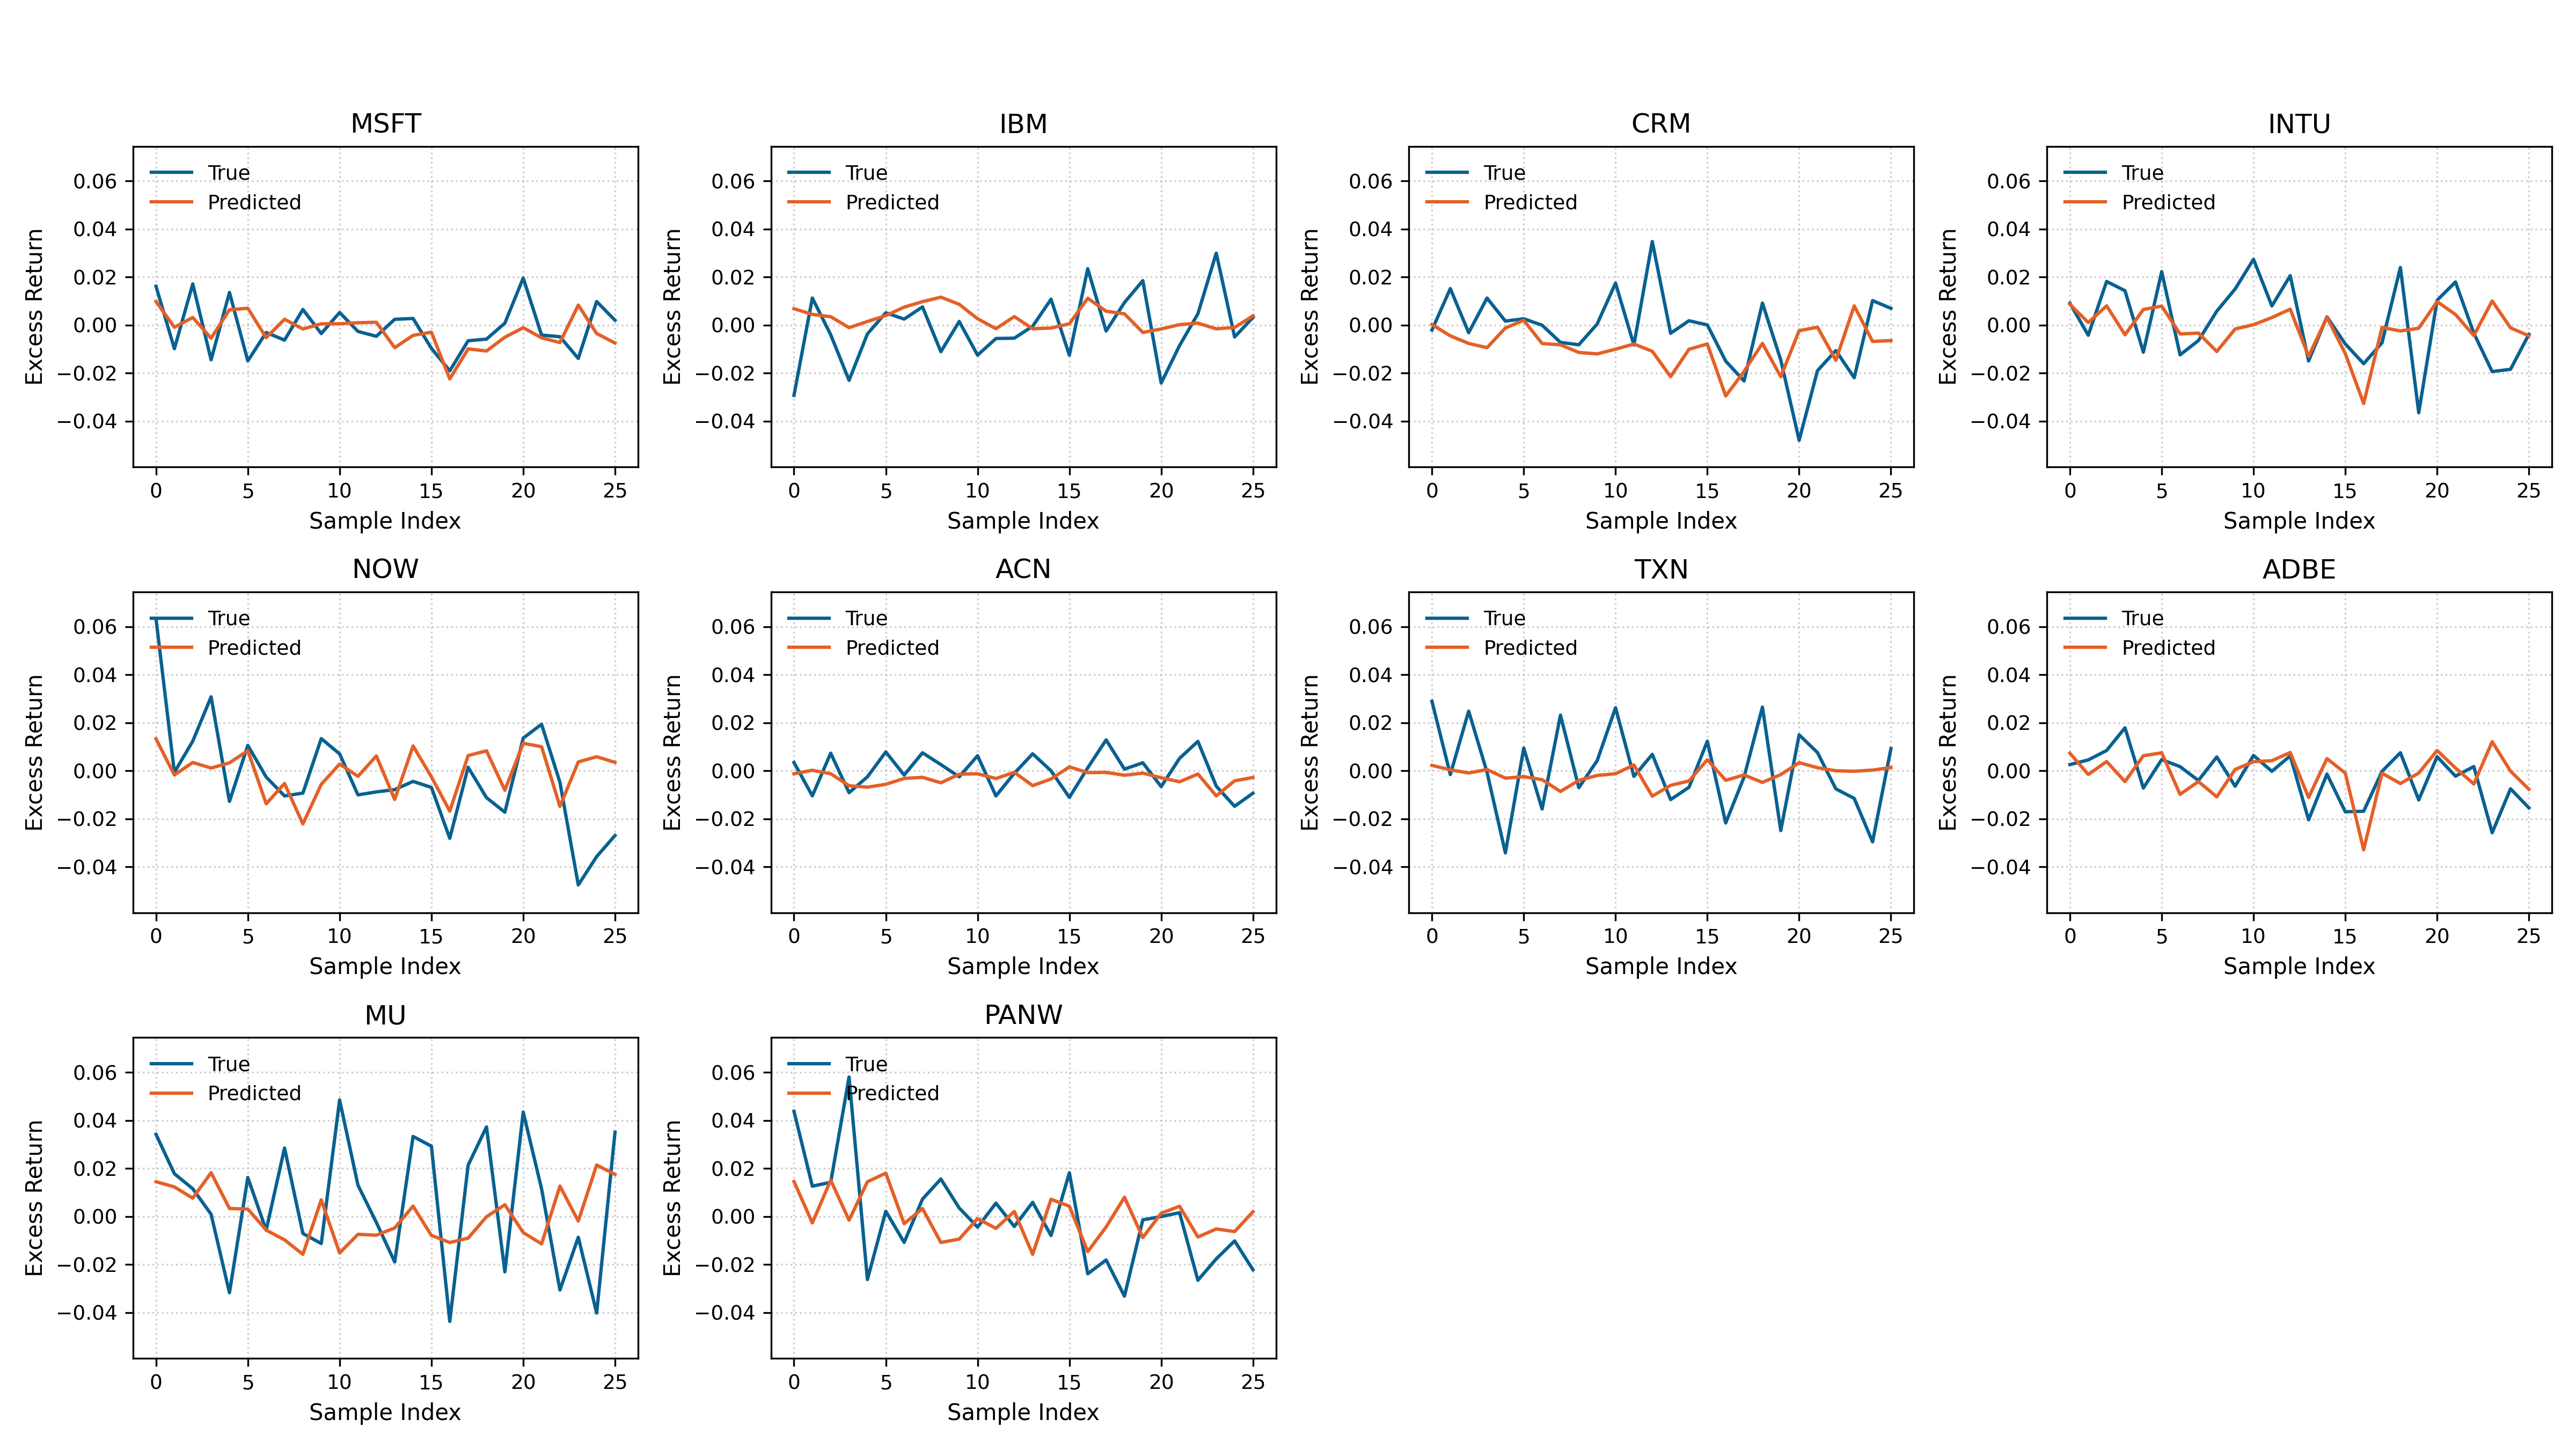 MSFT
IBM
CRM
INTU
Excess Return
0.06
0.04
0.02
0.00
−0.02
−0.04
True
Predicted
0 5 10 15 20 25
Sample Index
Excess Return
0.06
0.04
0.02
0.00
−0.02
−0.04
True
Predicted
0 5 10 15 20 25
Sample Index
Excess Return
0.06
0.04
0.02
0.00
−0.02
−0.04
True
Predicted
0 5 10 15 20 25
Sample Index
Excess Return
0.06
0.04
0.02
0.00
−0.02
−0.04
True
Predicted
0 5 10 15 20 25
Sample Index
NOW
ACN
TXN
ADBE
Excess Return
0.06
0.04
0.02
0.00
−0.02
−0.04
True
Predicted
0 5 10 15 20 25
Sample Index
Excess Return
0.06
0.04
0.02
0.00
−0.02
−0.04
True
Predicted
0 5 10 15 20 25
Sample Index
Excess Return
0.06
0.04
0.02
0.00
−0.02
−0.04
True
Predicted
0 5 10 15 20 25
Sample Index
Excess Return
0.06
0.04
0.02
0.00
−0.02
−0.04
True
Predicted
0 5 10 15 20 25
Sample Index
MU
PANW
Excess Return
0.06
0.04
0.02
0.00
−0.02
−0.04
True
Predicted
0 5 10 15 20 25
Sample Index
Excess Return
0.06
0.04
0.02
0.00
−0.02
−0.04
True
Predicted
0 5 10 15 20 25
Sample Index